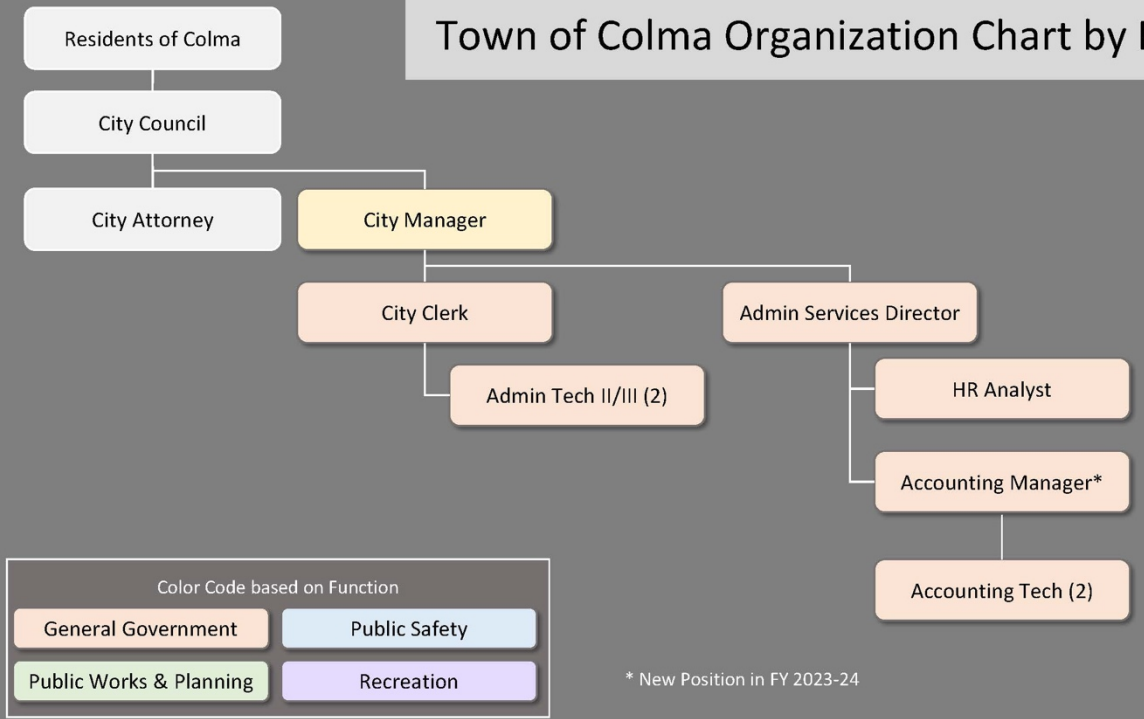 Town of Colma Organization Chart by
Residents of Colma
City Council
City Attorney
City Manager
City Clerk
Admin Services Director
Admin Tech II/III (2)
HR Analyst
Accounting Manager*
Accounting Tech (2)
Color Code based on Function
General Government
Public Safety
Public Works & Planning
Recreation
* New Position in FY 2023-24